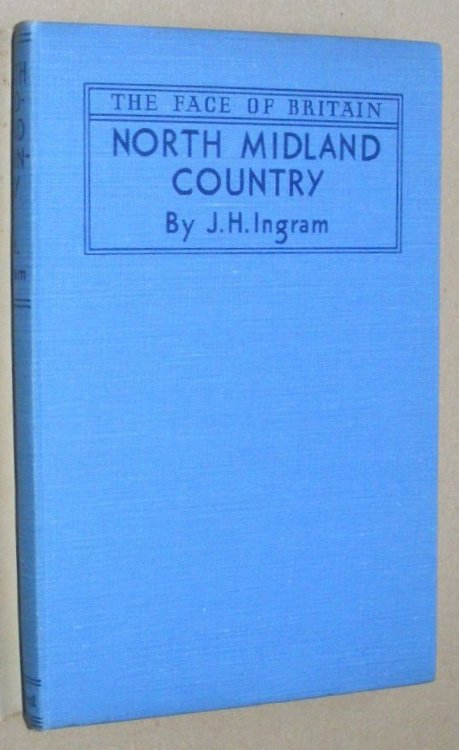 THE FACE OF BRITAIN
NORTH MIDLAND
COUNTRY
By J.H.Ingram